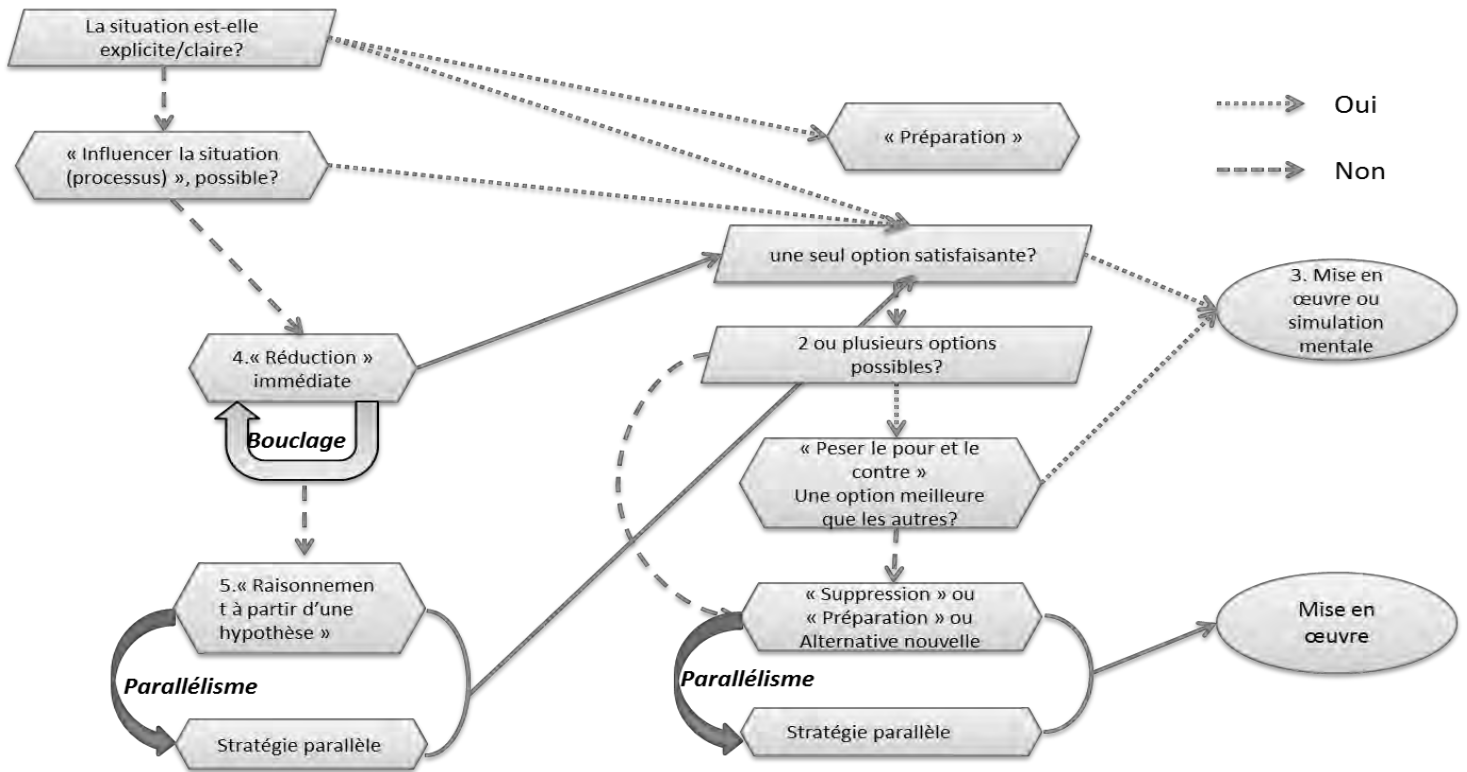 La situation est-elle
explicite/claire?
Oui
« Préparation »
« Influencer la situation
(processus) », possible?
Non
une seul option satisfaisante?
3. Mise en
œuvre ou
simulation
mentale
4.« Réduction »
immédiate
2 ou plusieurs options
possibles?
Bouclage
« Peser le pour et le
contre »
Une option meilleure
que les autres?
5.« Raisonnemen
t à partir d’une
hypothèse »
« Suppression » ou
« Préparation » ou
Alternative nouvelle
Mise en
œuvre
Parallélisme
Parallélisme
Stratégie parallèle
Stratégie parallèle